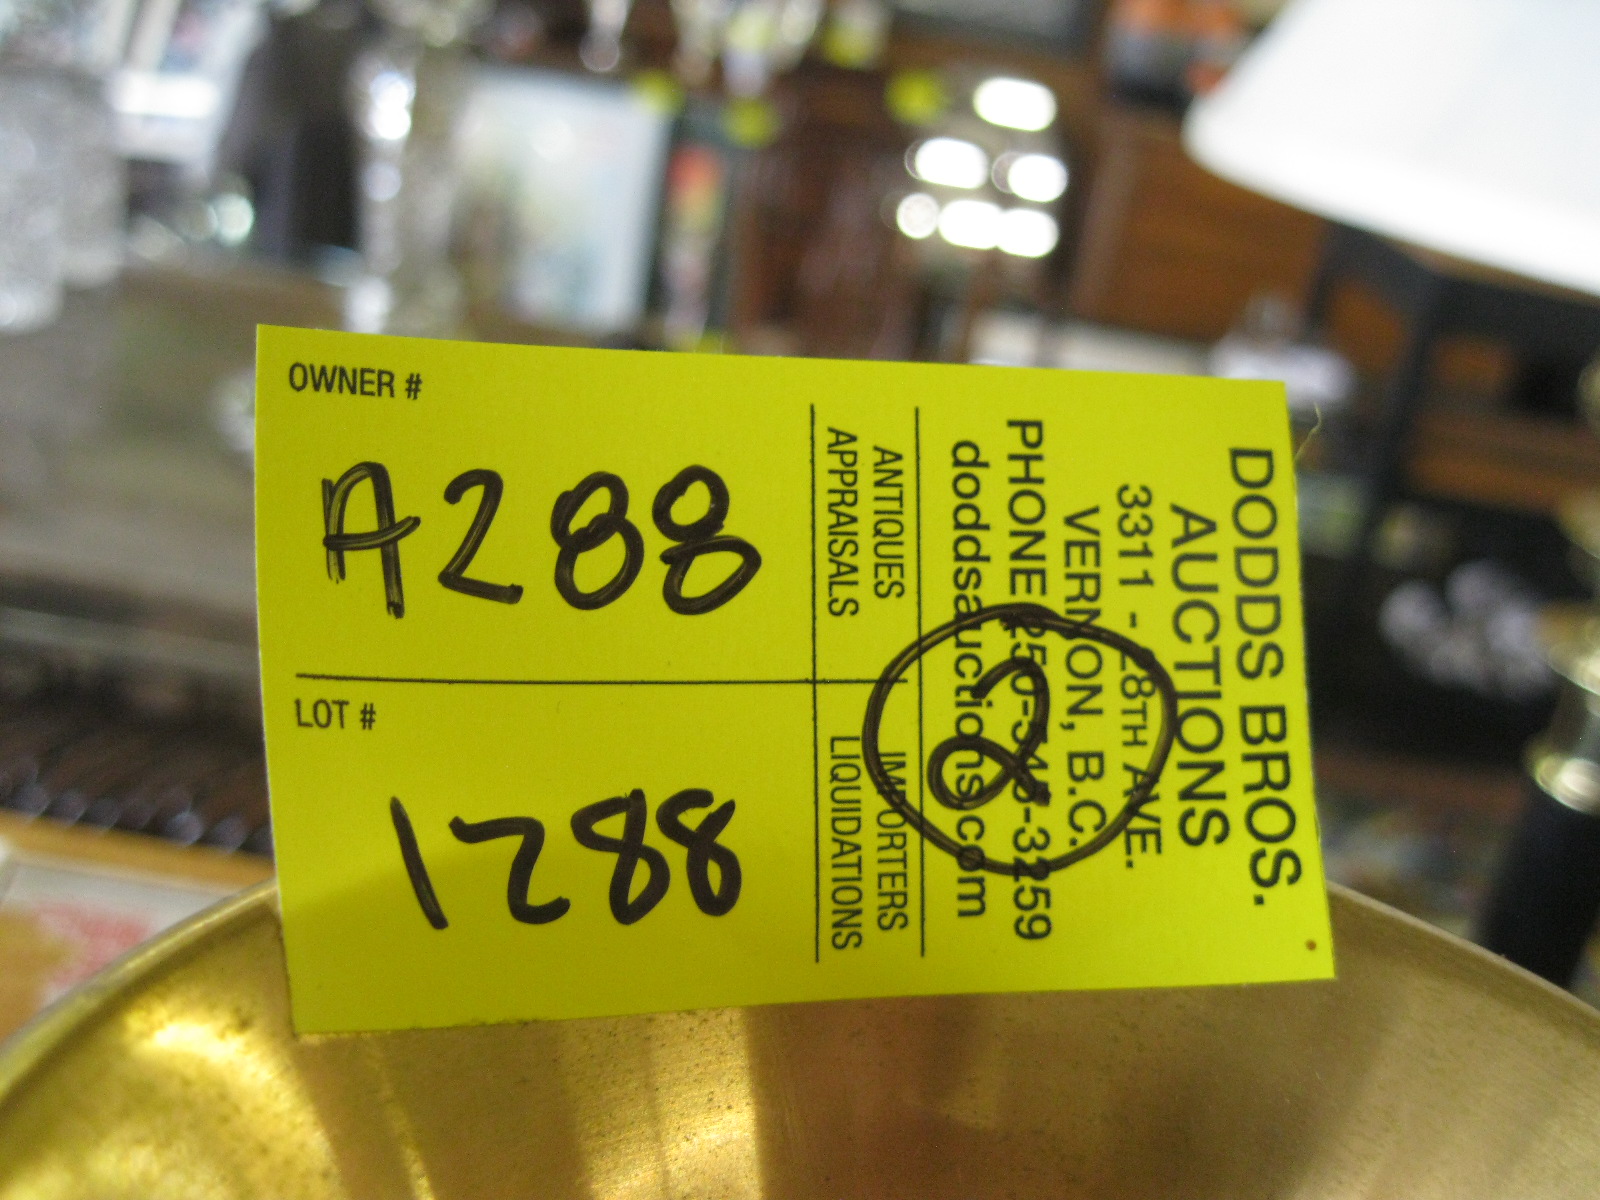 OWNER #
A288
LOT #
1288
ANTIQUES
APPRAISALS
IMPORTERS
LIQUIDATIONS
DODDS BROS.
AUCTIONS
3311 - 28TH AVE.
VERNON, B.C.
PHONE 250-545-3259
doddsauctions.com
2